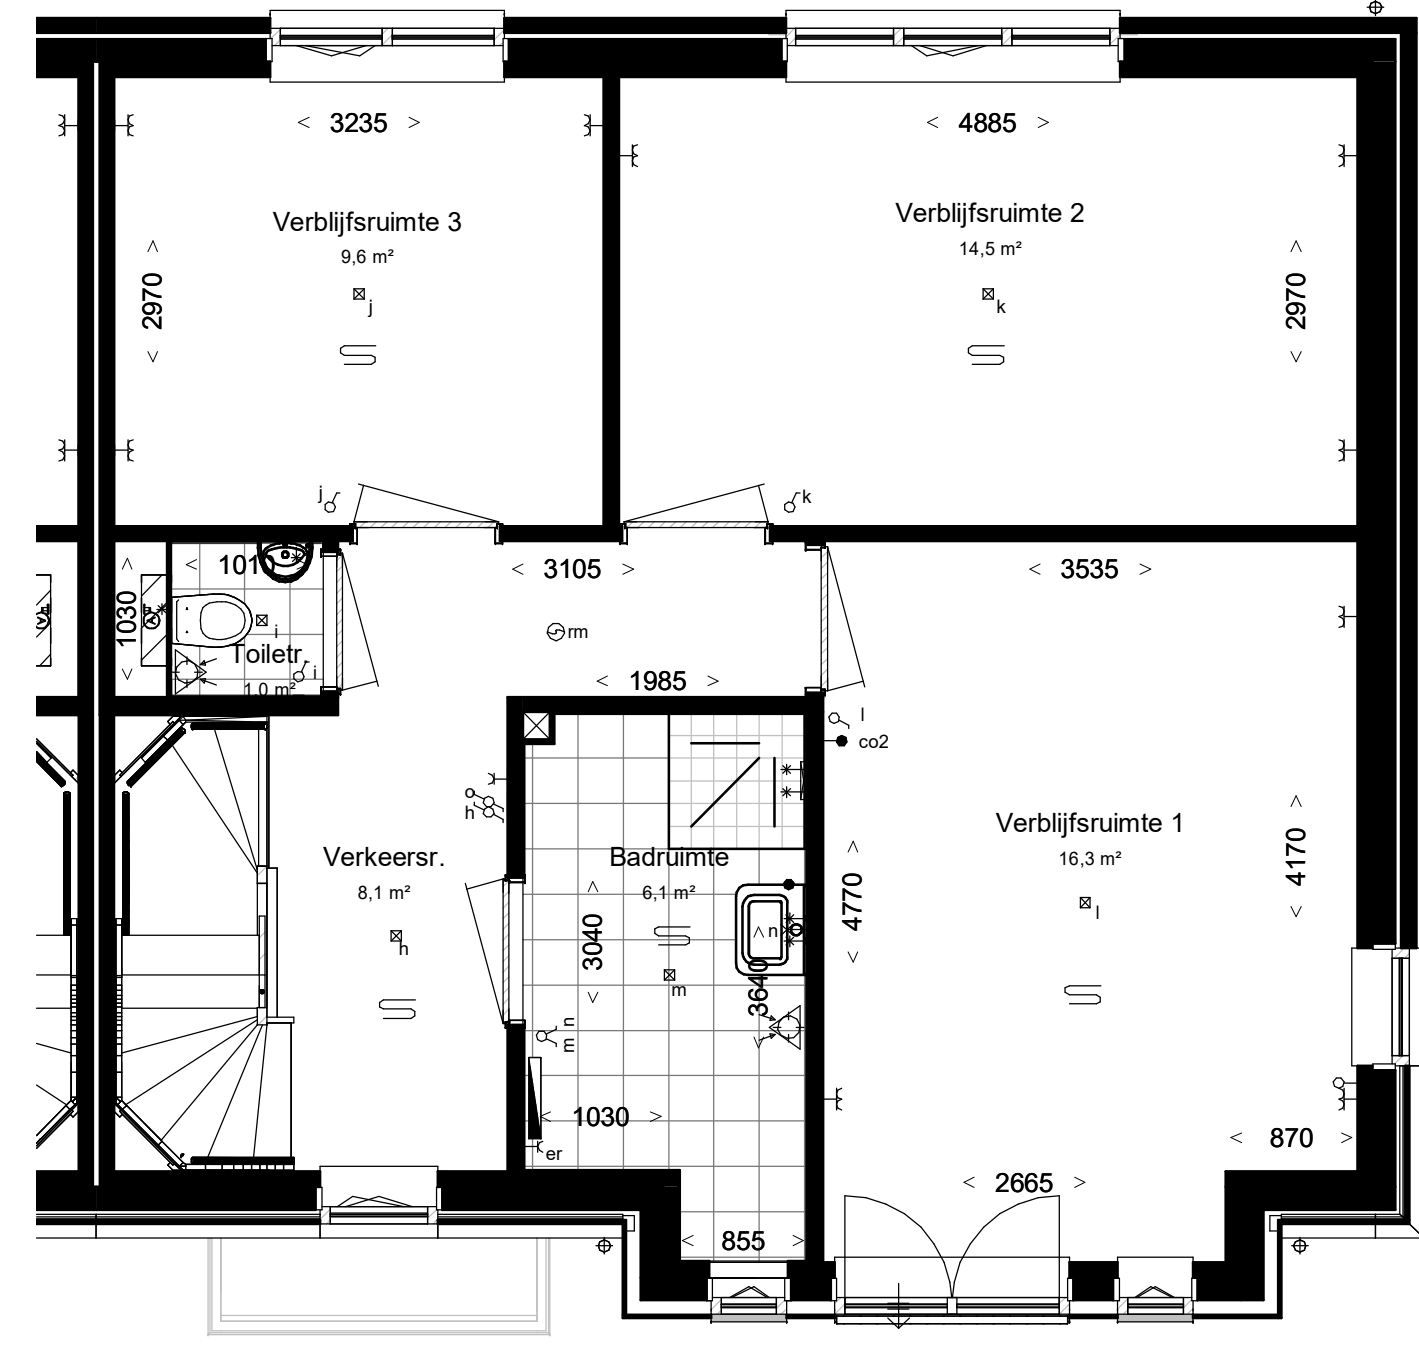 < 3235 >
< 4885 >
Verblijfsruimte 3
9,6 m²
Verblijfsruimte 2
14,5 m²
< 2970 >
< 2970 >
j
k
j
k
< 1010
< 3105 >
< 3535 >
< 1030 >
i
rm
Toiletr.
i
1,0 m²
< 1985 >
l
co2
o
h
Verblijfsruimte 1
16,3 m²
< 4170 >
Verkeersr.
8,1 m²
Badruimte
6,1 m²
< 4770 >
l
h
< 3040 >
n
m
< 3640 >
m n
< 1030 >
er
< 870 >
< 2665 >
< 855 >